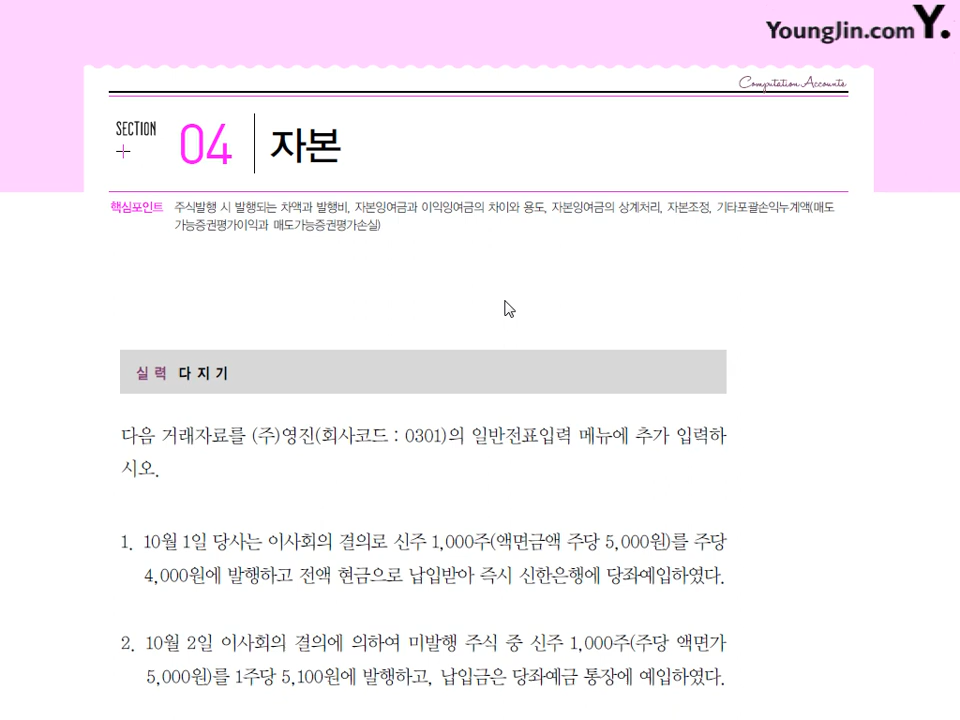 YoungJin.com Y.
Computation Accounts
SECTION
04 자본
핵심포인트 주식발행 시 발행되는 차액과 발행비, 자본잉여금과 이익잉여금의 차이와 용도, 자본잉여금의 상계처리, 자본조정, 기타포괄손익누계액(매도
가능증권평가이익과 매도가능증권평가손실)
실력 다지기
다음 거래자료를 (주)영진(회사코드 : 0301)의 일반전표입력 메뉴에 추가 입력하
시오.
1. 10월 1일 당사는 이사회의 결의로 신주 1,000주(액면금액 주당 5,000원)를 주당
4,000원에 발행하고 전액 현금으로 납입받아 즉시 신한은행에 당좌예입하였다.
2. 10월 2일 이사회의 결의에 의하여 미발행 주식 중 신주 1,000주(주당 액면가
5,000원)를 1주당 5,100원에 발행하고, 납입금은 당좌예금 통장에 예입하였다.